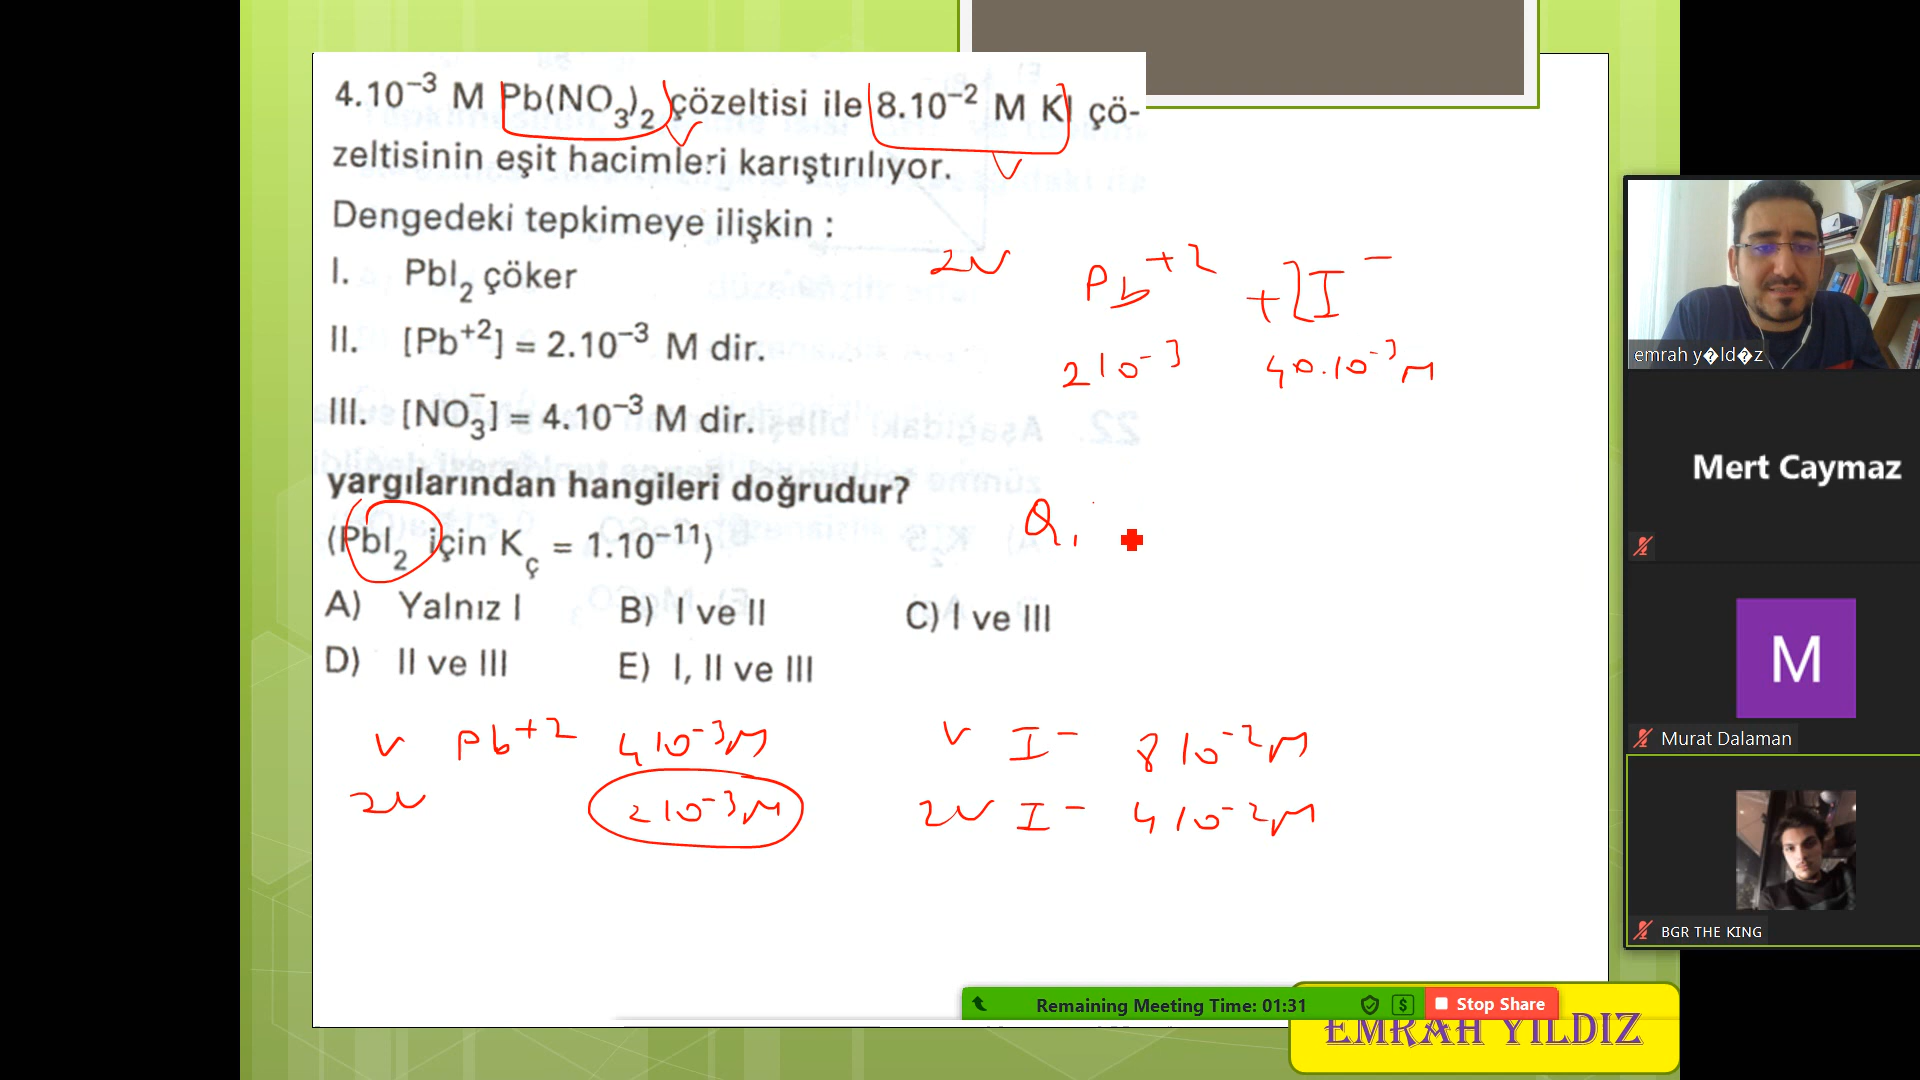 4.10⁻³ M Pb(NO₃)₂ çözeltisi ile 8.10⁻² M KI çö-
zeltisinin eşit hacimleri karıştırılıyor.
Dengedeki tepkimeye ilişkin :
I. PbI₂ çöker
II. [Pb⁺²] = 2.10⁻³ M dir.
III. [NO₃⁻] = 4.10⁻³ M dir.
yargılarından hangileri doğrudur?
(PbI₂ için Kç = 1.10⁻¹¹)
A) Yalnız I B) I ve II C) I ve III
D) II ve III E) I, II ve III
2V Pb⁺² + 2I⁻
2 10⁻³ 40.10⁻³ M
Q,
V Pb⁺² 4 10⁻³ M V I⁻ 8 10⁻² M
2V 2 10⁻³ M 2V I⁻ 4 10⁻² M
emrah y�ld�z
Mert Caymaz
M
Murat Dalaman
BGR THE KING
Remaining Meeting Time: 01:31 Stop Share
EMRAH YILDIZ